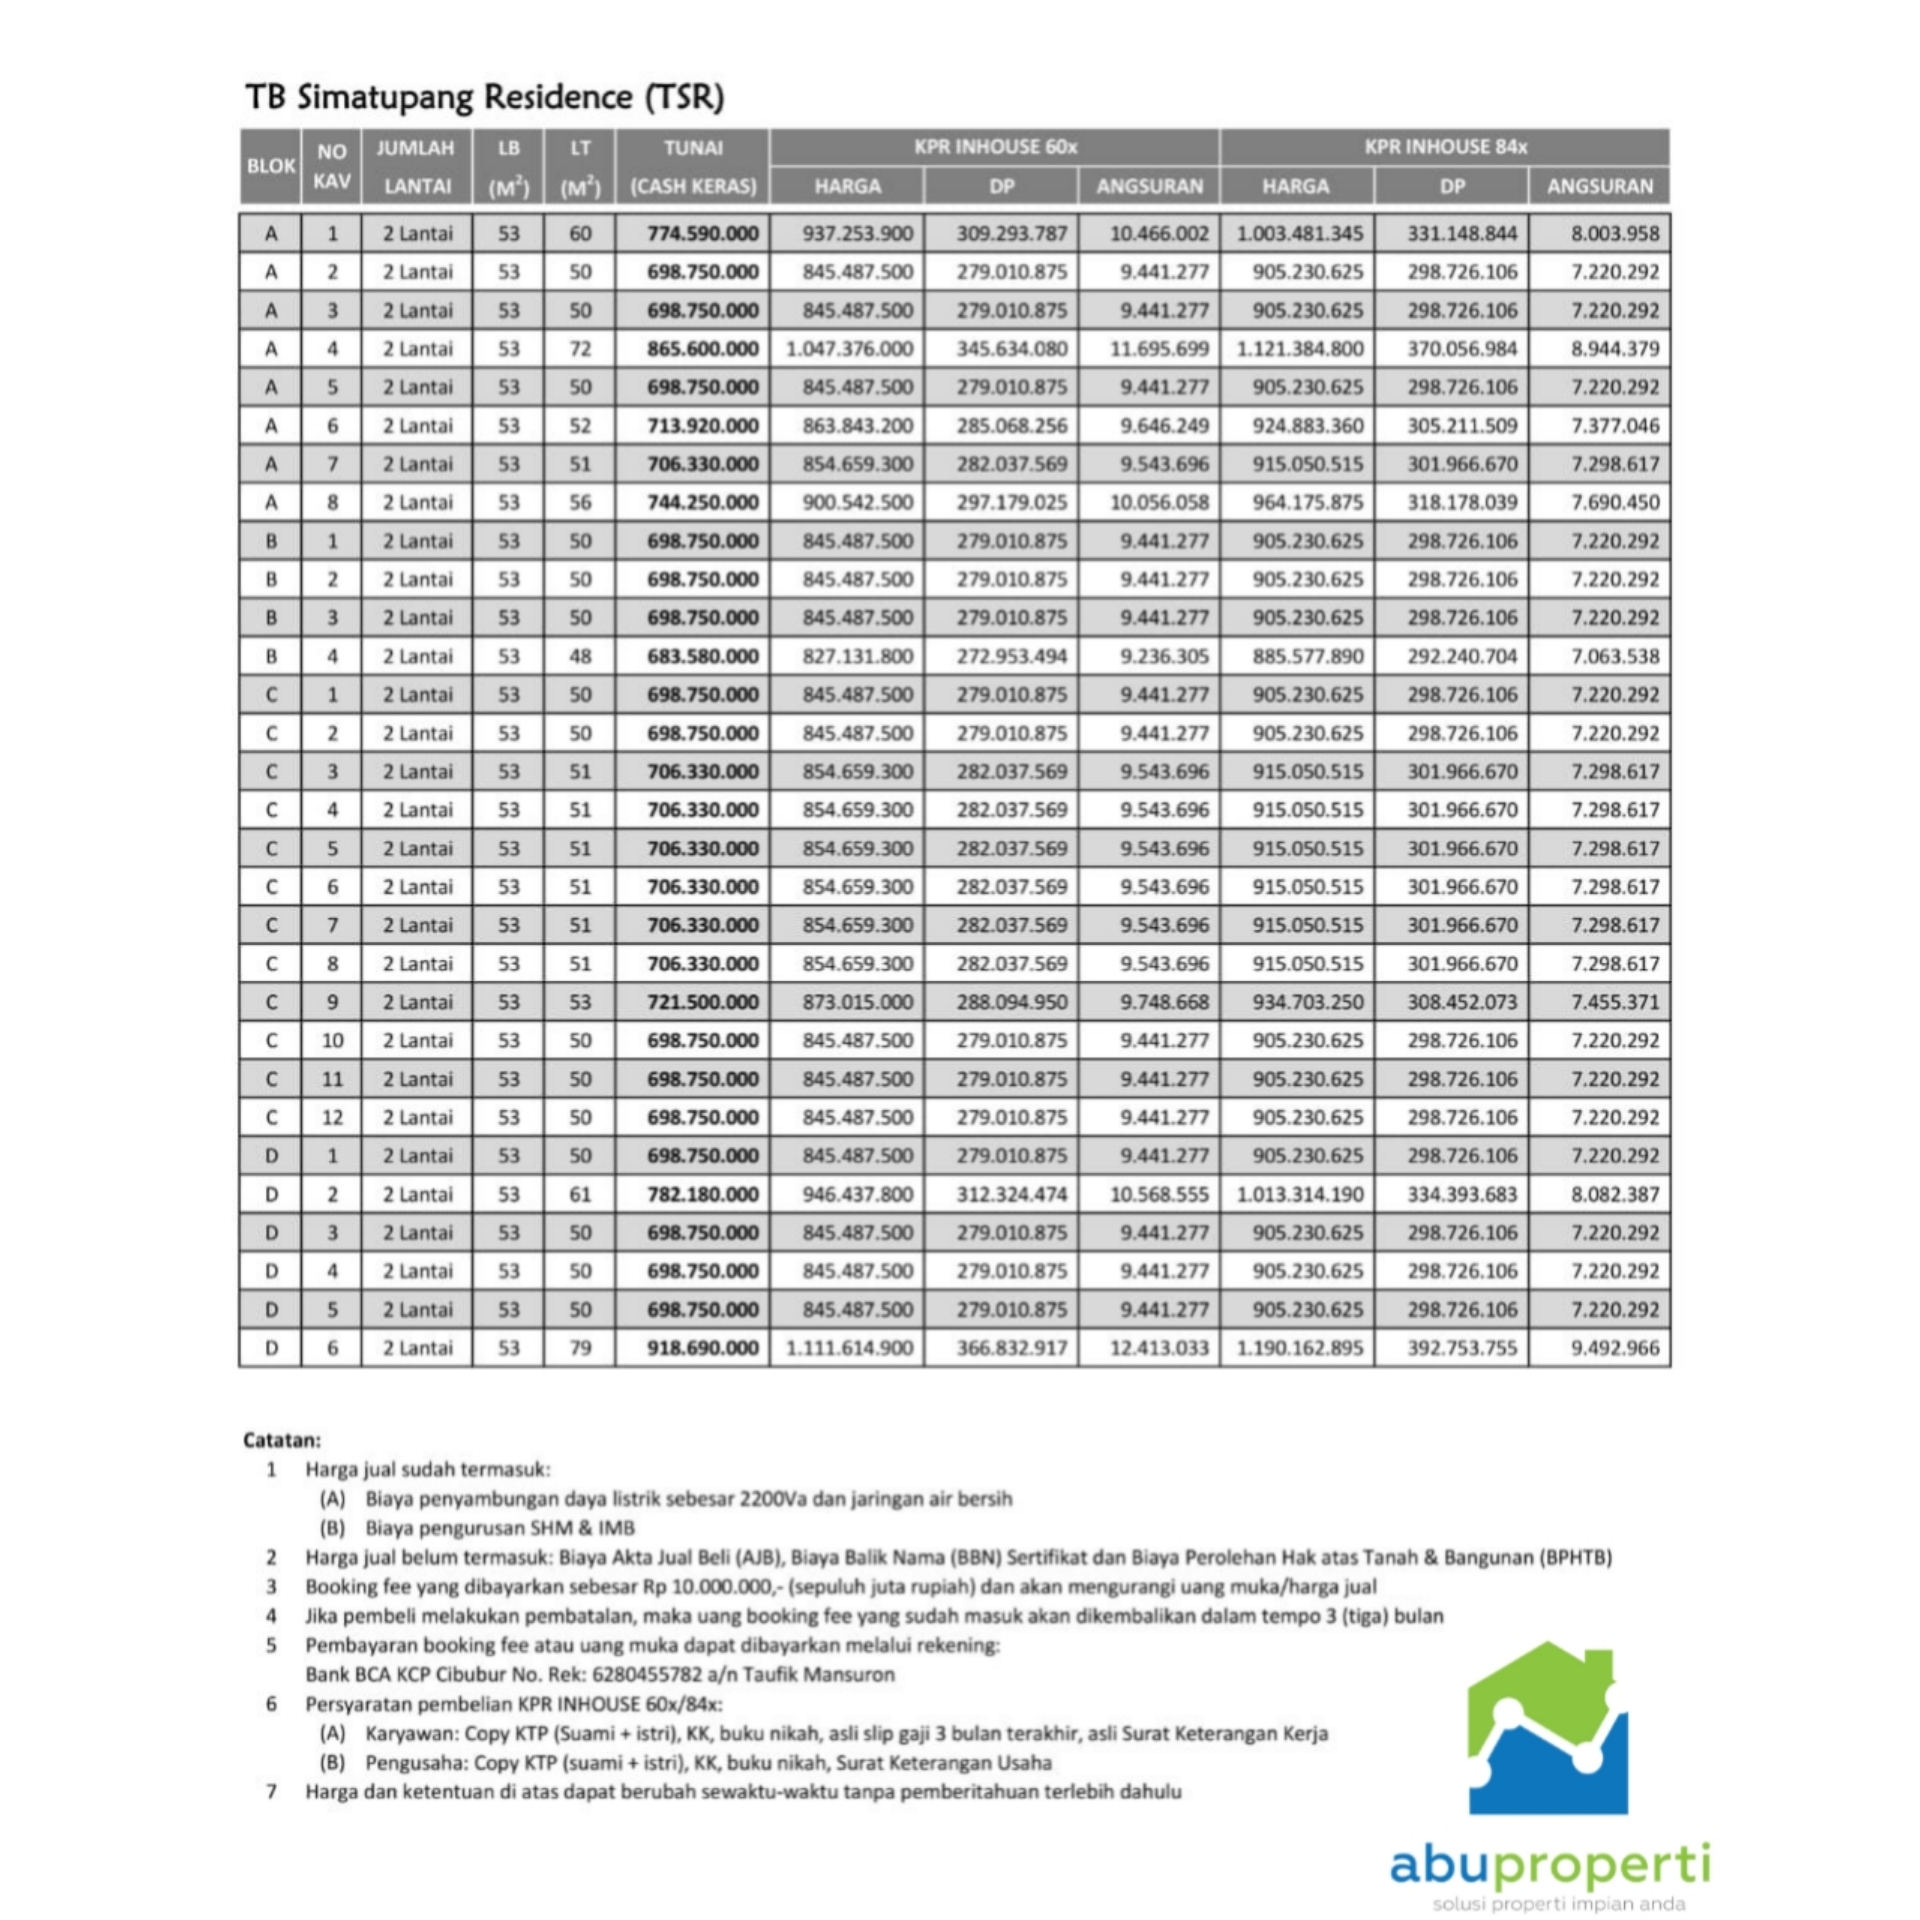 TB Simatupang Residence (TSR)
BLOK NO KAV JUMLAH LANTAI LB (M²) LT (M²) TUNAI (CASH KERAS) KPR INHOUSE 60x KPR INHOUSE 84x
HARGA DP ANGSURAN HARGA DP ANGSURAN
A 1 2 Lantai 53 60 774.590.000 937.253.900 309.293.787 10.466.002 1.003.481.345 331.148.844 8.003.958
A 2 2 Lantai 53 50 698.750.000 845.487.500 279.010.875 9.441.277 905.230.625 298.726.106 7.220.292
A 3 2 Lantai 53 50 698.750.000 845.487.500 279.010.875 9.441.277 905.230.625 298.726.106 7.220.292
A 4 2 Lantai 53 72 865.600.000 1.047.376.000 345.634.080 11.695.699 1.121.384.800 370.056.984 8.944.379
A 5 2 Lantai 53 50 698.750.000 845.487.500 279.010.875 9.441.277 905.230.625 298.726.106 7.220.292
A 6 2 Lantai 53 52 713.920.000 863.843.200 285.068.256 9.646.249 924.883.360 305.211.509 7.377.046
A 7 2 Lantai 53 51 706.330.000 854.659.300 282.037.569 9.543.696 915.050.515 301.966.670 7.298.617
A 8 2 Lantai 53 56 744.250.000 900.542.500 297.179.025 10.056.058 964.175.875 318.178.039 7.690.450
B 1 2 Lantai 53 50 698.750.000 845.487.500 279.010.875 9.441.277 905.230.625 298.726.106 7.220.292
B 2 2 Lantai 53 50 698.750.000 845.487.500 279.010.875 9.441.277 905.230.625 298.726.106 7.220.292
B 3 2 Lantai 53 50 698.750.000 845.487.500 279.010.875 9.441.277 905.230.625 298.726.106 7.220.292
B 4 2 Lantai 53 48 683.580.000 827.131.800 272.953.494 9.236.305 885.577.890 292.240.704 7.063.538
C 1 2 Lantai 53 50 698.750.000 845.487.500 279.010.875 9.441.277 905.230.625 298.726.106 7.220.292
C 2 2 Lantai 53 50 698.750.000 845.487.500 279.010.875 9.441.277 905.230.625 298.726.106 7.220.292
C 3 2 Lantai 53 51 706.330.000 854.659.300 282.037.569 9.543.696 915.050.515 301.966.670 7.298.617
C 4 2 Lantai 53 51 706.330.000 854.659.300 282.037.569 9.543.696 915.050.515 301.966.670 7.298.617
C 5 2 Lantai 53 51 706.330.000 854.659.300 282.037.569 9.543.696 915.050.515 301.966.670 7.298.617
C 6 2 Lantai 53 51 706.330.000 854.659.300 282.037.569 9.543.696 915.050.515 301.966.670 7.298.617
C 7 2 Lantai 53 51 706.330.000 854.659.300 282.037.569 9.543.696 915.050.515 301.966.670 7.298.617
C 8 2 Lantai 53 51 706.330.000 854.659.300 282.037.569 9.543.696 915.050.515 301.966.670 7.298.617
C 9 2 Lantai 53 53 721.500.000 873.015.000 288.094.950 9.748.668 934.703.250 308.452.073 7.455.371
C 10 2 Lantai 53 50 698.750.000 845.487.500 279.010.875 9.441.277 905.230.625 298.726.106 7.220.292
C 11 2 Lantai 53 50 698.750.000 845.487.500 279.010.875 9.441.277 905.230.625 298.726.106 7.220.292
C 12 2 Lantai 53 50 698.750.000 845.487.500 279.010.875 9.441.277 905.230.625 298.726.106 7.220.292
D 1 2 Lantai 53 50 698.750.000 845.487.500 279.010.875 9.441.277 905.230.625 298.726.106 7.220.292
D 2 2 Lantai 53 61 782.180.000 946.437.800 312.324.474 10.568.555 1.013.314.190 334.393.683 8.082.387
D 3 2 Lantai 53 50 698.750.000 845.487.500 279.010.875 9.441.277 905.230.625 298.726.106 7.220.292
D 4 2 Lantai 53 50 698.750.000 845.487.500 279.010.875 9.441.277 905.230.625 298.726.106 7.220.292
D 5 2 Lantai 53 50 698.750.000 845.487.500 279.010.875 9.441.277 905.230.625 298.726.106 7.220.292
D 6 2 Lantai 53 79 918.690.000 1.111.614.900 366.832.917 12.413.033 1.190.162.895 392.753.755 9.492.966
Catatan:
1 Harga jual sudah termasuk:
(A) Biaya penyambungan daya listrik sebesar 2200Va dan jaringan air bersih
(B) Biaya pengurusan SHM & IMB
2 Harga jual belum termasuk: Biaya Akta Jual Beli (AJB), Biaya Balik Nama (BBN) Sertifikat dan Biaya Perolehan Hak atas Tanah & Bangunan (BPHTB)
3 Booking fee yang dibayarkan sebesar Rp 10.000.000,- (sepuluh juta rupiah) dan akan mengurangi uang muka/harga jual
4 Jika pembeli melakukan pembatalan, maka uang booking fee yang sudah masuk akan dikembalikan dalam tempo 3 (tiga) bulan
5 Pembayaran booking fee atau uang muka dapat dibayarkan melalui rekening:
Bank BCA KCP Cibubur No. Rek: 6280455782 a/n Taufik Mansuron
6 Persyaratan pembelian KPR INHOUSE 60x/84x:
(A) Karyawan: Copy KTP (Suami + istri), KK, buku nikah, asli slip gaji 3 bulan terakhir, asli Surat Keterangan Kerja
(B) Pengusaha: Copy KTP (suami + istri), KK, buku nikah, Surat Keterangan Usaha
7 Harga dan ketentuan di atas dapat berubah sewaktu-waktu tanpa pemberitahuan terlebih dahulu
abuproperti
solusi properti impian anda